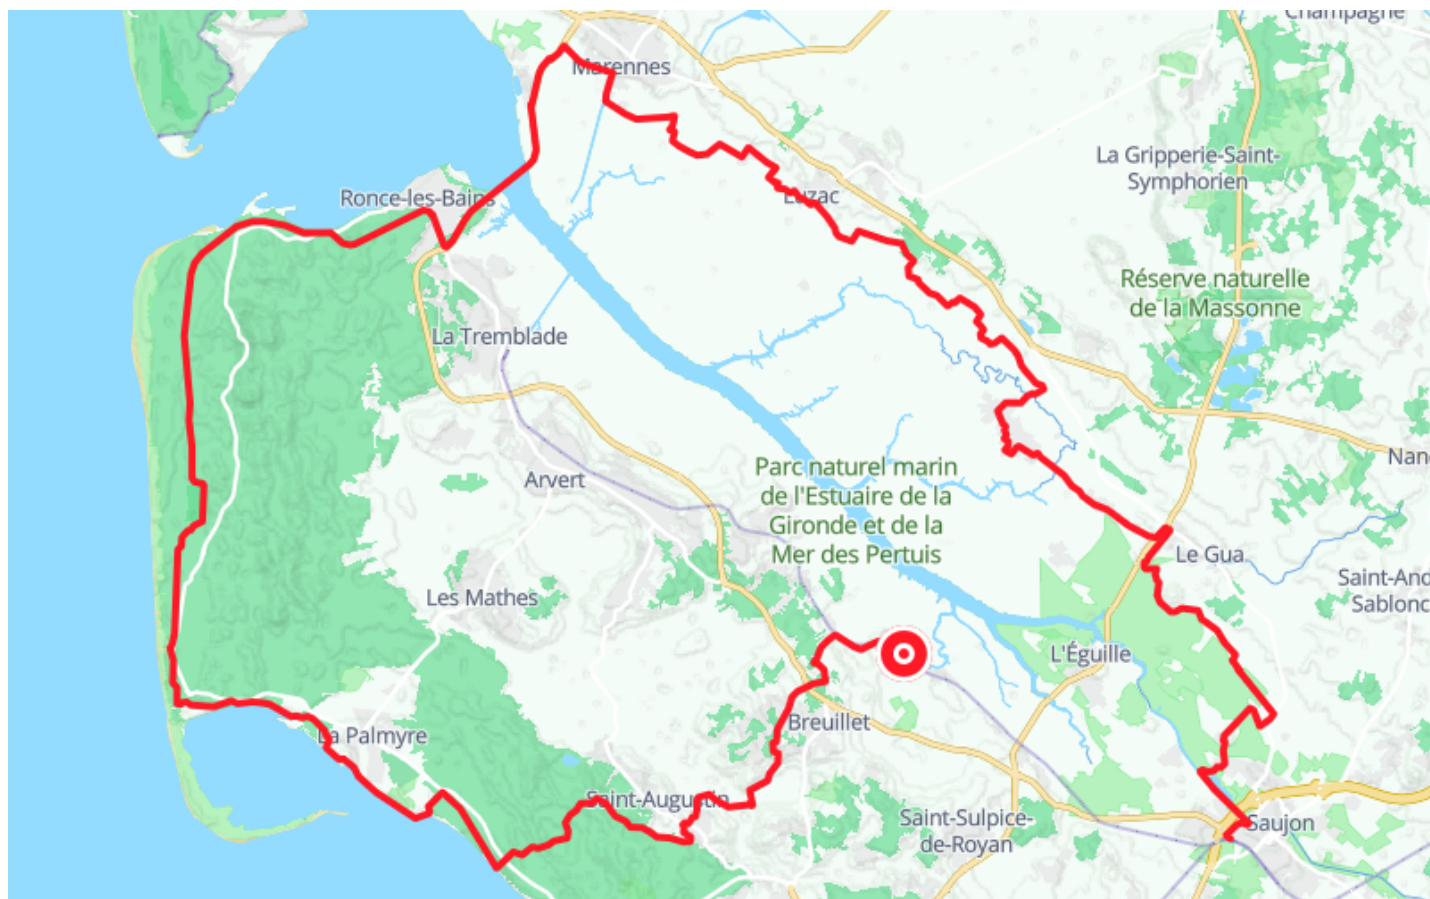 Champagne
Marennes
La Gripperie-Saint-
Symphorien
Ronce-les-Bains
Luzac
Réserve naturelle
de la Massonne
La Tremblade
Nan
Parc naturel marin
de l'Estuaire de la
Gironde et de la
Mer des Pertuis
Arvert
Le Gua
Saint-And
Sablonc
Les Mathes
L'Éguille
Breuillet
La Palmyre
Saint-Augustin
Saint-Sulpice-
de-Royan
Saujon